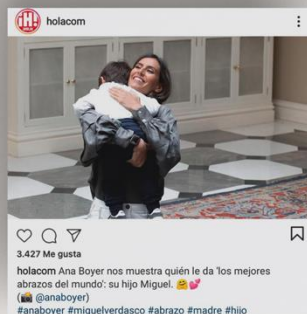 ¡H!
holacom
3.427 Me gusta
holacom Ana Boyer nos muestra quién le da 'los mejores
abrazos del mundo': su hijo Miguel. 🤗💕
(📷 @anaboyer)
#anaboyer #miguelverdasco #abrazo #madre #hijo